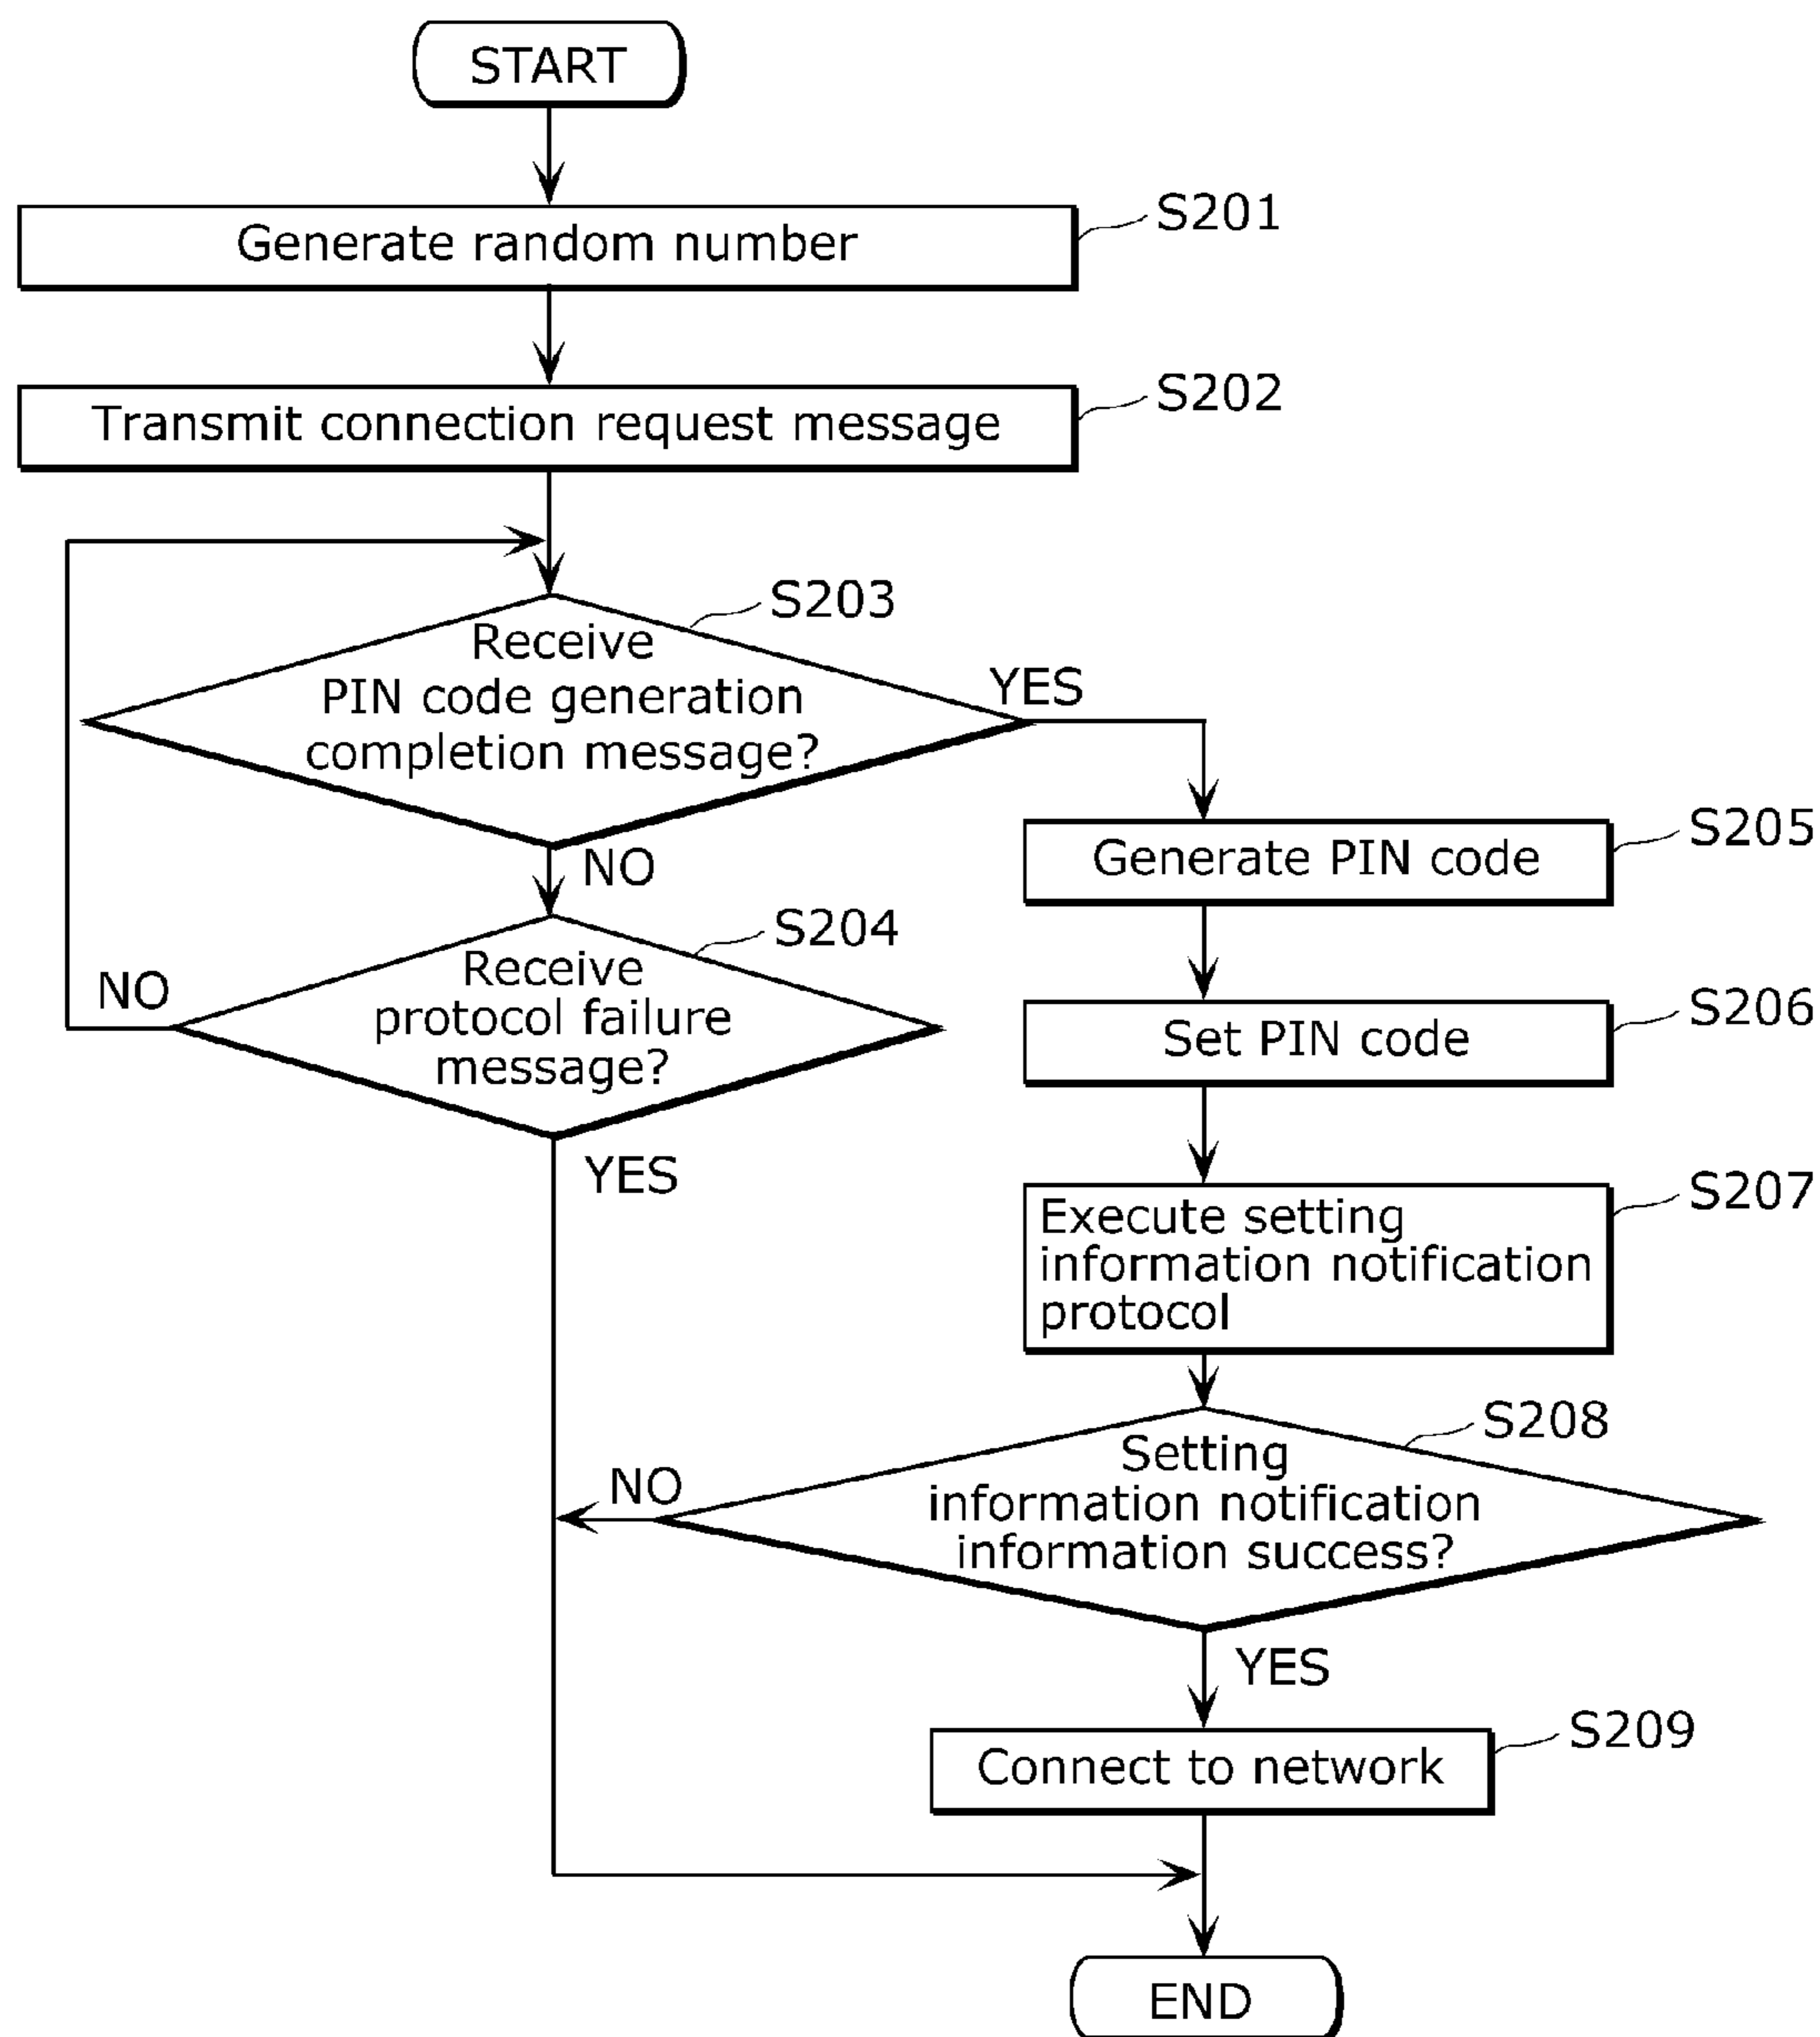 START
S201
Generate random number
S202
Transmit connection request message
S203
Receive
PIN code generation
completion message?
YES
NO
S204
Receive
protocol failure
message?
NO
YES
S205
Generate PIN code
S206
Set PIN code
S207
Execute setting
information notification
protocol
S208
Setting
information notification
information success?
NO
YES
S209
Connect to network
END